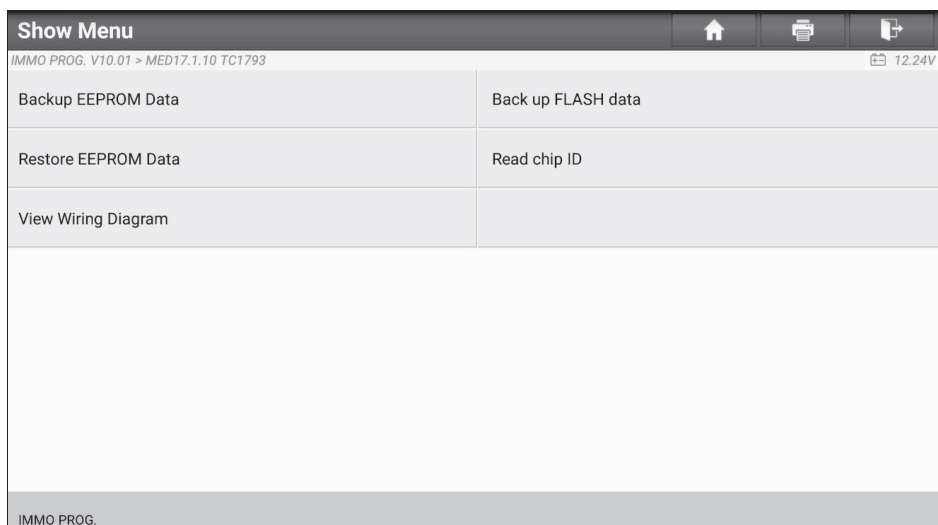 Show Menu
IMMO PROG. V10.01 > MED17.1.10 TC1793
12.24V
Backup EEPROM Data
Back up FLASH data
Restore EEPROM Data
Read chip ID
View Wiring Diagram
IMMO PROG.